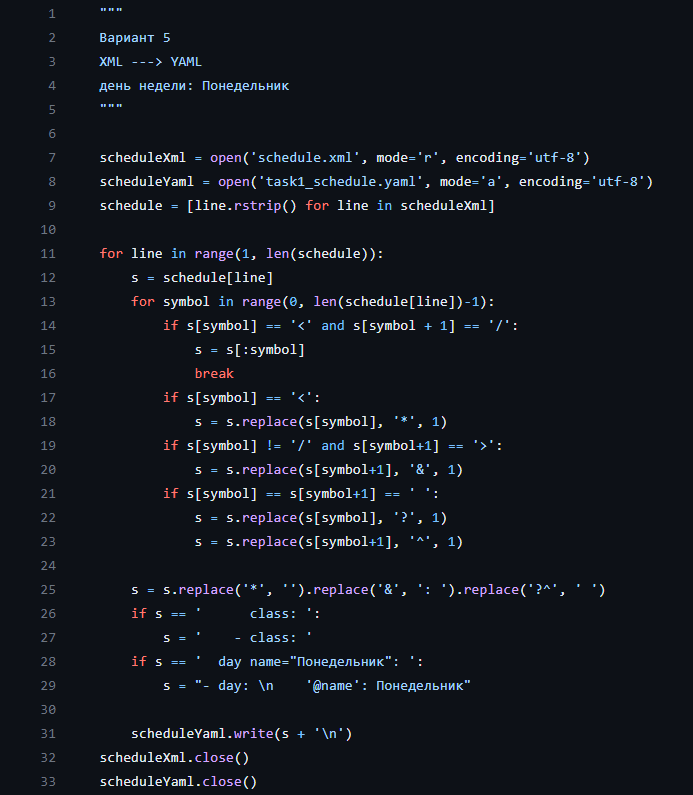 1 """
2 Вариант 5
3 XML ---> YAML
4 день недели: Понедельник
5 """
6
7 scheduleXml = open('schedule.xml', mode='r', encoding='utf-8')
8 scheduleYaml = open('task1_schedule.yaml', mode='a', encoding='utf-8')
9 schedule = [line.rstrip() for line in scheduleXml]
10
11 for line in range(1, len(schedule)):
12     s = schedule[line]
13     for symbol in range(0, len(schedule[line])-1):
14         if s[symbol] == '<' and s[symbol + 1] == '/':
15             s = s[:symbol]
16             break
17         if s[symbol] == '<':
18             s = s.replace(s[symbol], '*', 1)
19         if s[symbol] != '/' and s[symbol+1] == '>':
20             s = s.replace(s[symbol+1], '&', 1)
21         if s[symbol] == s[symbol+1] == ' ':
22             s = s.replace(s[symbol], '?', 1)
23             s = s.replace(s[symbol+1], '^', 1)
24
25     s = s.replace('*', '').replace('&', ': ').replace('?^', ' ')
26     if s == '      class: ':
27         s = '    - class: '
28     if s == '  day name="Понедельник": ':
29         s = "- day: \n    '@name': Понедельник"
30
31     scheduleYaml.write(s + '\n')
32 scheduleXml.close()
33 scheduleYaml.close()